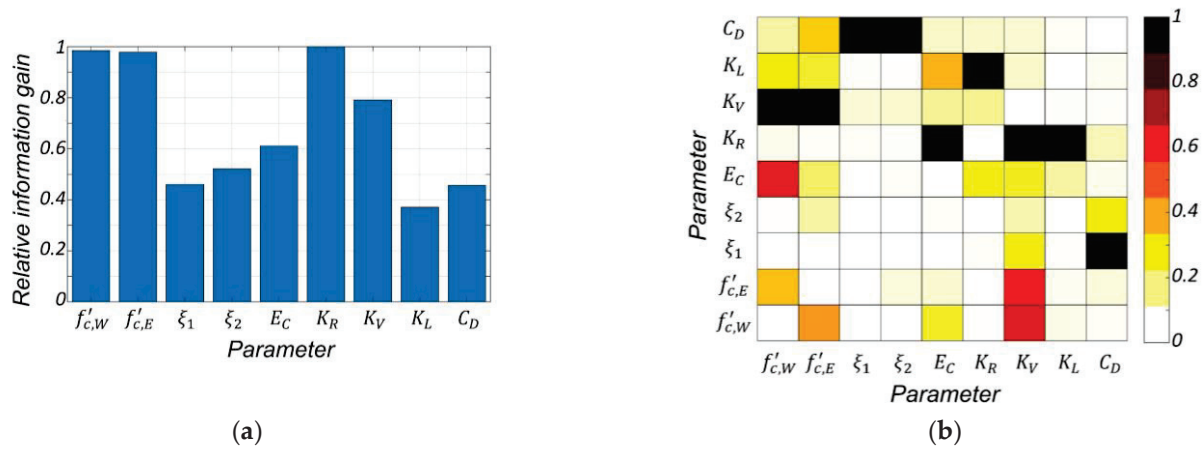 Relative information gain
1
0.8
0.6
0.4
0.2
0
f'c,W f'c,E ξ1 ξ2 EC KR KV KL CD
Parameter
(a)
Parameter
CD
KL
KV
KR
EC
ξ2
ξ1
f'c,E
f'c,W
f'c,W f'c,E ξ1 ξ2 EC KR KV KL CD
Parameter
1
0.8
0.6
0.4
0.2
0
(b)